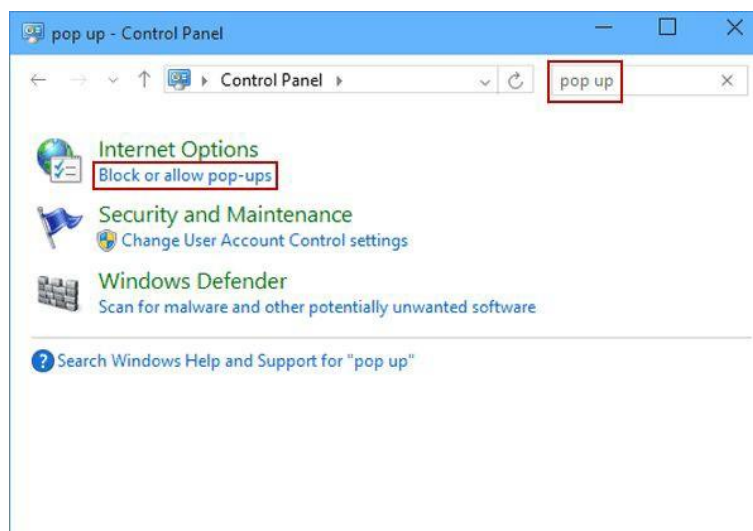 pop up - Control Panel
Control Panel
pop up
Internet Options
Block or allow pop-ups
Security and Maintenance
Change User Account Control settings
Windows Defender
Scan for malware and other potentially unwanted software
Search Windows Help and Support for "pop up"